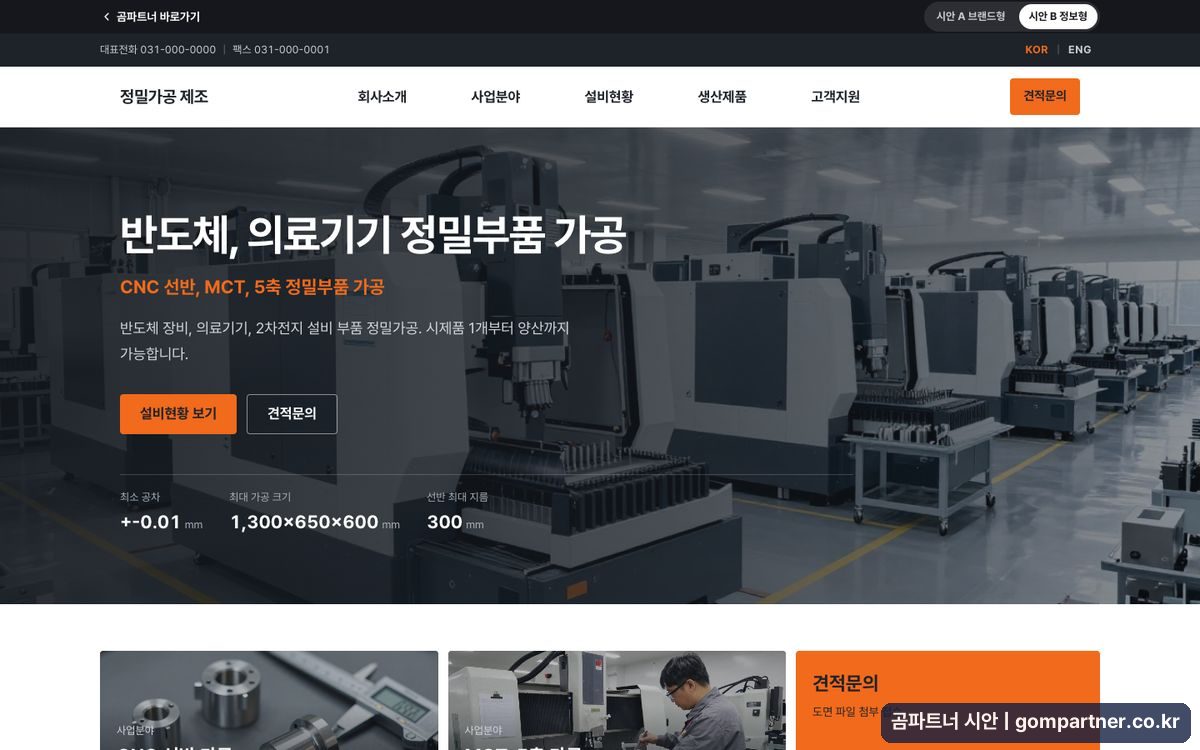 곰파트너 바로가기
시안 A 브랜드형
시안 B 정보형
대표전화 031-000-0000 | 팩스 031-000-0001
KOR | ENG
정밀가공 제조
회사소개
사업분야
설비현황
생산제품
고객지원
견적문의
반도체, 의료기기 정밀부품 가공
CNC 선반, MCT, 5축 정밀부품 가공
반도체 장비, 의료기기, 2차전지 설비 부품 정밀가공. 시제품 1개부터 양산까지
가능합니다.
설비현황 보기
견적문의
최소 공차
+-0.01 mm
최대 가공 크기
1,300×650×600 mm
선반 최대 지름
300 mm
사업분야
사업분야
견적문의
도면 파일 첨부
곰파트너 시안 | gompartner.co.kr